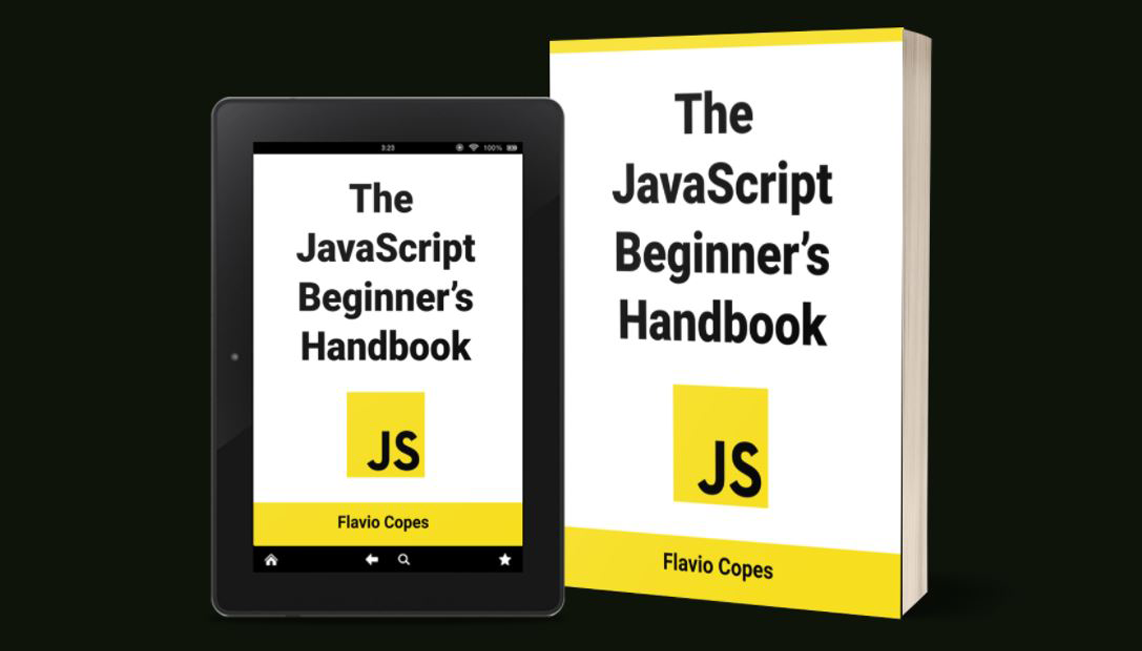 3:23 100%
The
JavaScript
Beginner's
Handbook
JS
Flavio Copes
The
JavaScript
Beginner's
Handbook
JS
Flavio Copes